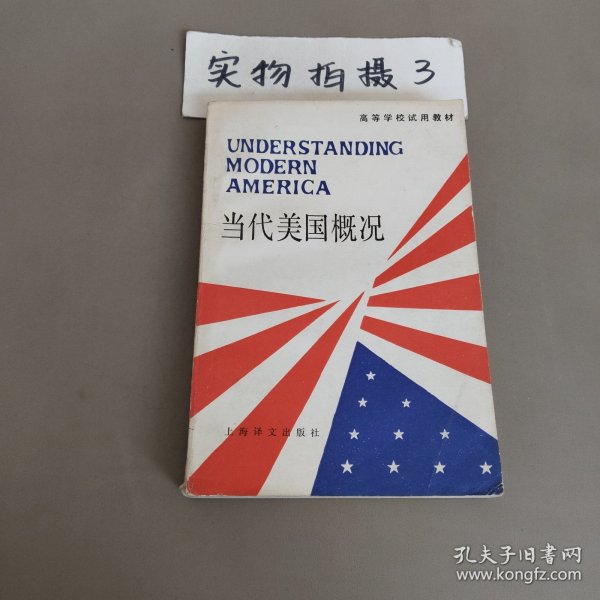 实物拍摄3
高等学校试用教材
UNDERSTANDING
MODERN
AMERICA
当代美国概况
上海译文出版社
孔夫子旧书网
www.kongfz.com